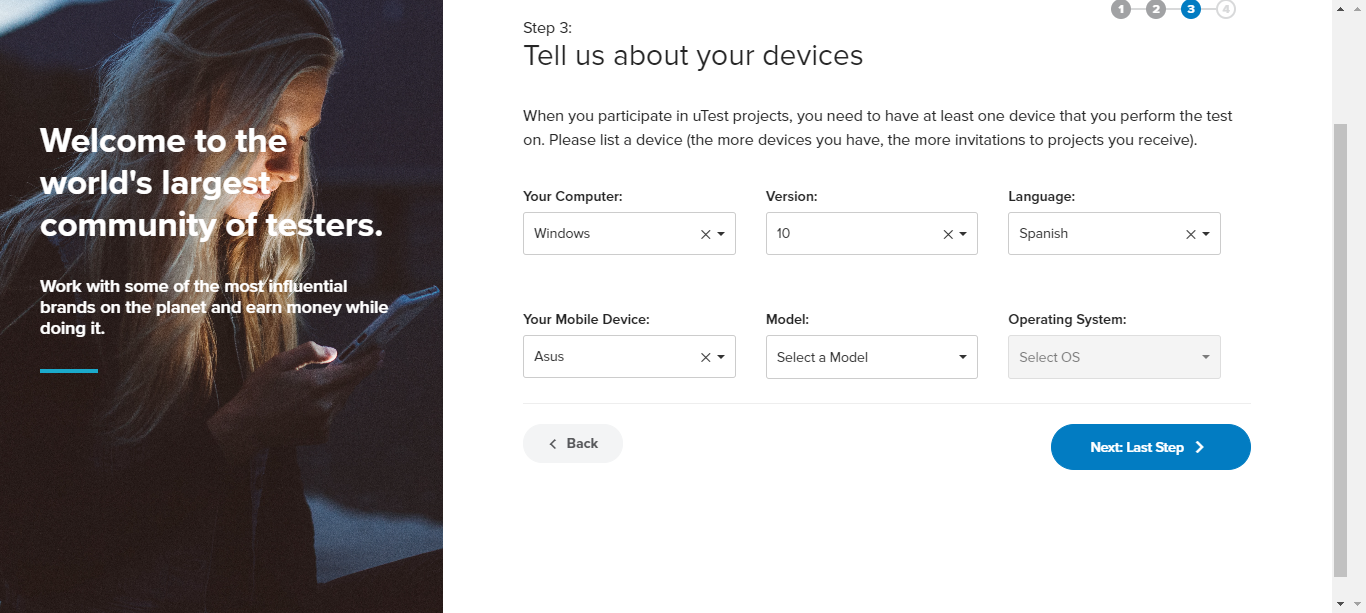 1 2 3 4
Step 3:
Tell us about your devices
Welcome to the
world's largest
community of testers.
Work with some of the most influential
brands on the planet and earn money while
doing it.
When you participate in uTest projects, you need to have at least one device that you perform the test
on. Please list a device (the more devices you have, the more invitations to projects you receive).
Your Computer: Version: Language:
Windows 10 Spanish
Your Mobile Device: Model: Operating System:
Asus Select a Model Select OS
Back Next: Last Step